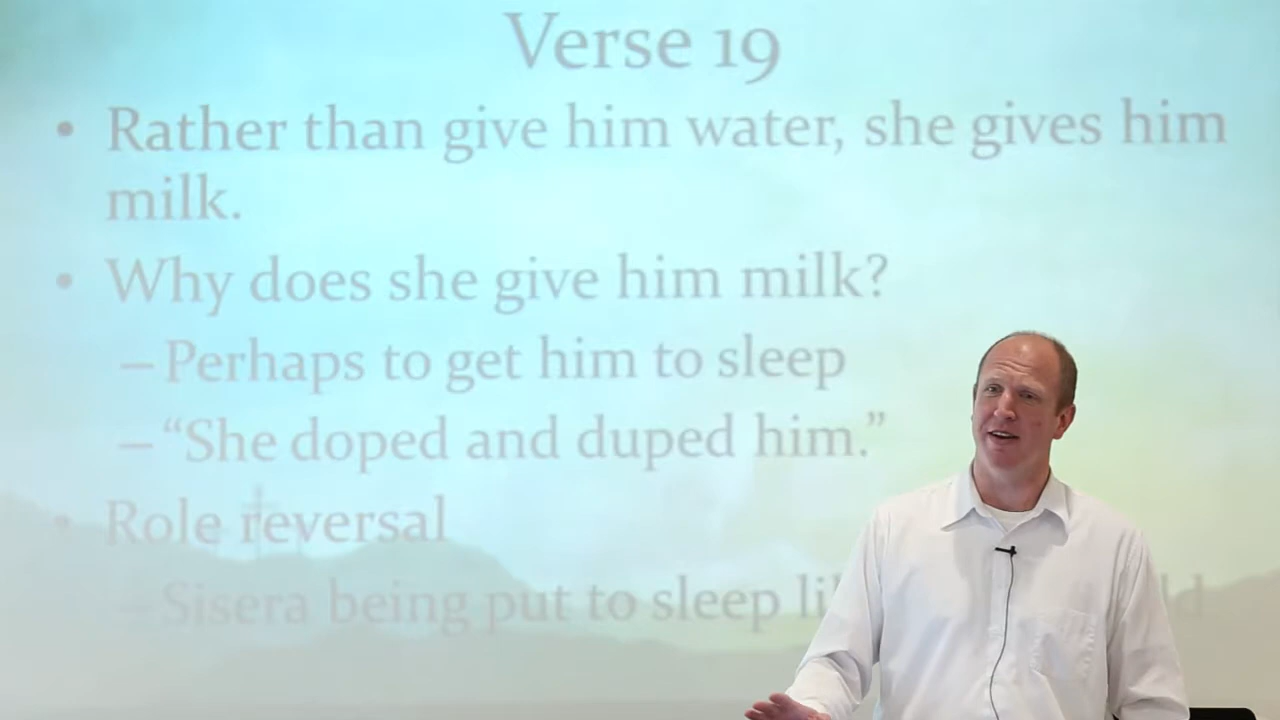 Verse 19
• Rather than give him water, she gives him
milk.
• Why does she give him milk?
– Perhaps to get him to sleep
– “She doped and duped him.”
• Role reversal
– Sisera being put to sleep